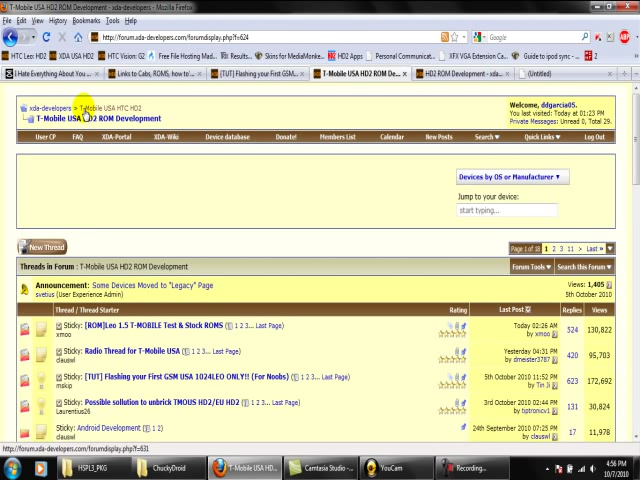 T-Mobile USA HD2 ROM Development - xda-developers - Mozilla Firefox
File Edit View History Bookmarks Tools Help
http://forum.xda-developers.com/forumdisplay.php?f=624
Google
HTC Leo: HD2 XDA USA HD2 HTC Vision: G2 Free File Hosting Mad... Results... Skins for MediaMonke... HD2 Apps Personal Communicat... XFX VGA Extension Ca... Guide to ipod sync - ... 2
I Hate Everything About You ... Links to Cabs, ROMS, how to'... [TUT] Flashing your First GSM... T-Mobile USA HD2 ROM De... HD2 ROM Development - xda... (Untitled)
xda-developers > T-Mobile USA HTC HD2
T-Mobile USA HD2 ROM Development
Welcome, ddgarcia05.
You last visited: Today at 01:23 PM
Private Messages: Unread 0, Total 29.
User CP FAQ XDA-Portal XDA-Wiki Device database Donate! Members List Calendar New Posts Search Quick Links Log Out
Devices by OS or Manufacturer
Jump to your device:
start typing...
New Thread
Page 1 of 18 1 2 3 11 > Last »
Threads in Forum : T-Mobile USA HD2 ROM Development
Forum Tools Search this Forum
Announcement: Some Devices Moved to "Legacy" Page
svetius (User Experience Admin)
Views: 1,405
5th October 2010
Thread / Thread Starter Rating Last Post Replies Views
Sticky: [ROM]Leo 1.5 T-MOBILE Test & Stock ROMS ( 1 2 3... Last Page)
xmoo
Today 02:26 AM
by xmoo
524 130,822
Sticky: Radio Thread for T-Mobile USA ( 1 2 3... Last Page)
clauswl
Yesterday 04:31 PM
by dmeister3787
420 95,703
Sticky: [TUT] Flashing your First GSM USA 1024LEO ONLY!! (For Noobs) ( 1 2 3... Last Page)
mskip
5th October 2010 11:52 PM
by Tin Ji
623 172,692
Sticky: Possible sollution to unbrick TMOUS HD2/EU HD2 ( 1 2 3... Last Page)
Laurentius26
3rd October 2010 02:44 PM
by tiptronicv1
131 30,824
Sticky: Android Development ( 1 2)
clauswl
24th September 2010 07:25 PM
by clauswl
17 11,978
http://forum.xda-developers.com/forumdisplay.php?f=631
HSPL3_PKG ChuckyDroid T-Mobile USA HD... Camtasia Studio - ... YouCam Recording...
4:56 PM
10/7/2010